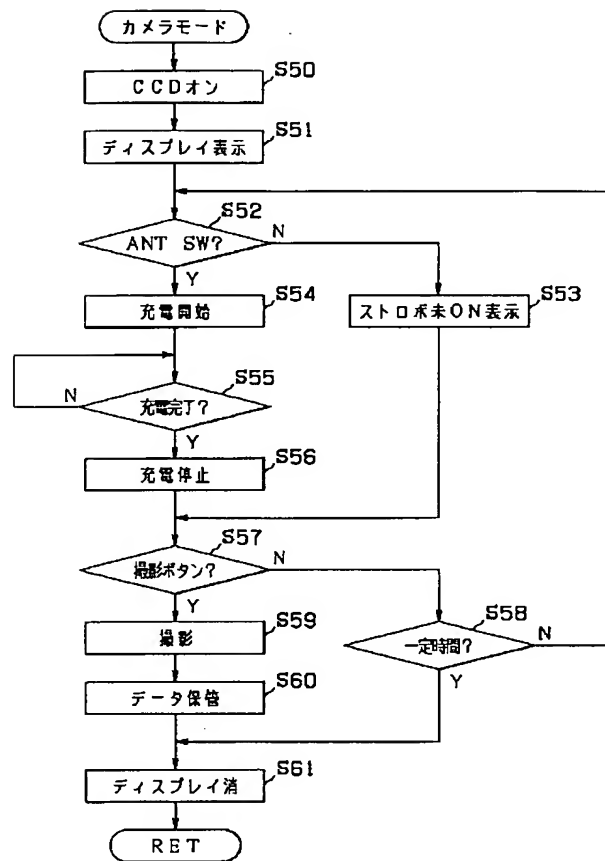 カメラモード
S50
CCDオン
S51
ディスプレイ表示
S52
ANT SW?
N
Y
S54
充電開始
S53
ストロボ未ON表示
S55
充電完了?
N
Y
S56
充電停止
S57
撮影ボタン?
N
Y
S58
一定時間?
N
Y
S59
撮影
S60
データ保管
S61
ディスプレイ消
RET